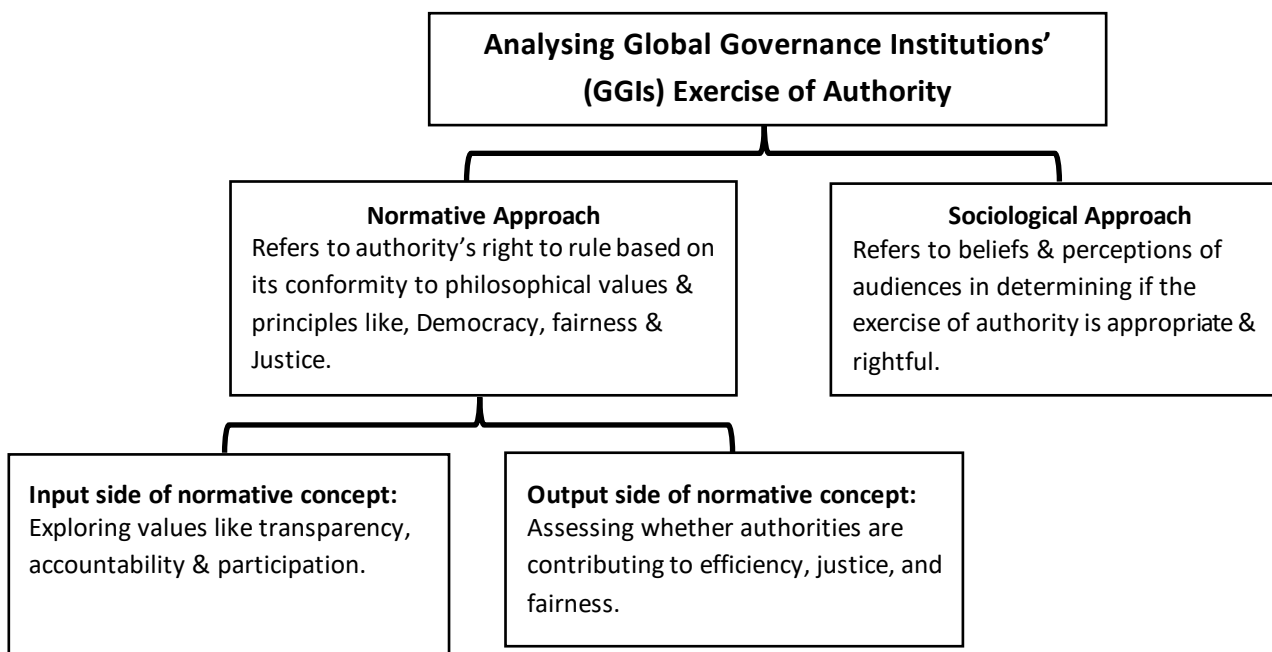 Analysing Global Governance Institutions’
(GGIs) Exercise of Authority
Normative Approach
Refers to authority’s right to rule based on
its conformity to philosophical values &
principles like, Democracy, fairness &
Justice.
Sociological Approach
Refers to beliefs & perceptions of
audiences in determining if the
exercise of authority is appropriate &
rightful.
Input side of normative concept:
Exploring values like transparency,
accountability & participation.
Output side of normative concept:
Assessing whether authorities are
contributing to efficiency, justice, and
fairness.